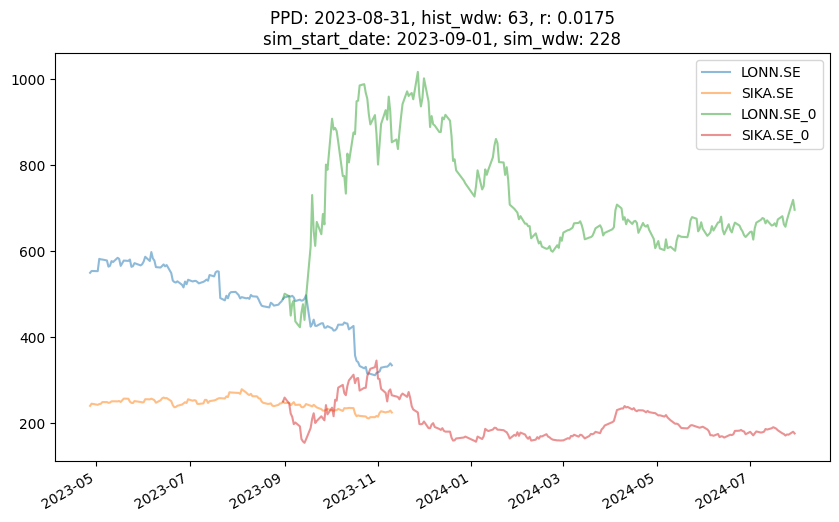 PPD: 2023-08-31, hist_wdw: 63, r: 0.0175
sim_start_date: 2023-09-01, sim_wdw: 228
LONN.SE
SIKA.SE
LONN.SE_0
SIKA.SE_0
1000
800
600
400
200
2023-05
2023-07
2023-09
2023-11
2024-01
2024-03
2024-05
2024-07